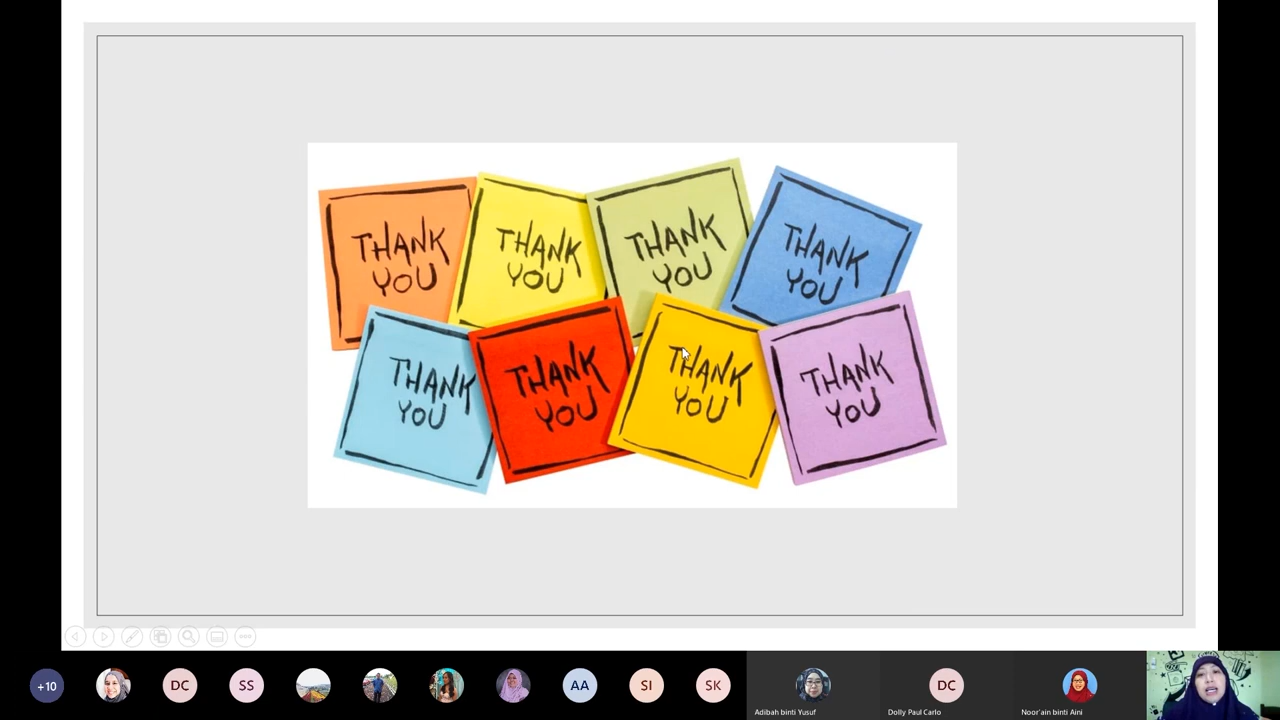 THANK
YOU
THANK
YOU
THANK
YOU
THANK
YOU
THANK
YOU
THANK
YOU
THANK
YOU
THANK
YOU
+10
DC
SS
AA
SI
SK
Adibah binti Yusuf
DC
Dolly Paul Carlo
Noor'ain binti Aini